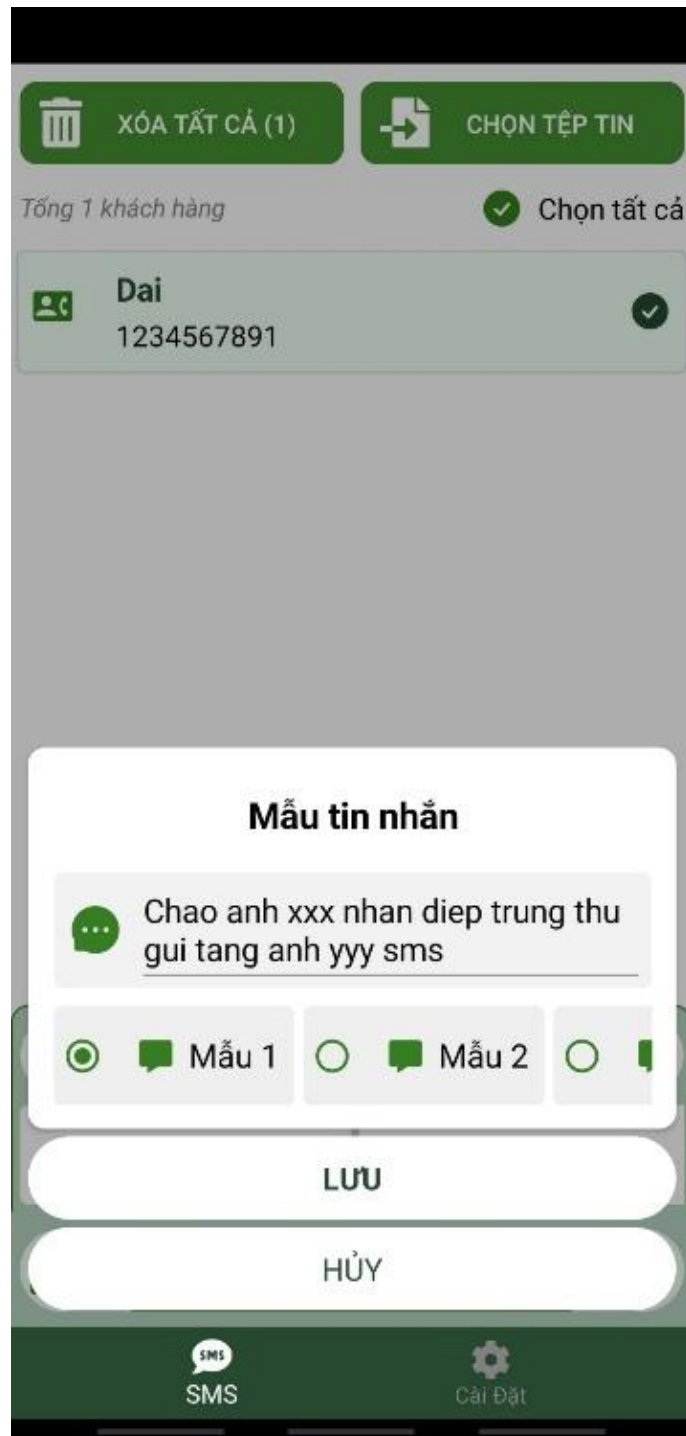 XÓA TẤT CẢ (1)
CHỌN TỆP TIN
Tổng 1 khách hàng
Chọn tất cả
Dai
1234567891
Mẫu tin nhắn
Chao anh xxx nhan diep trung thu
gui tang anh yyy sms
Mẫu 1
Mẫu 2
LƯU
HỦY
SMS
SMS
Cài Đặt